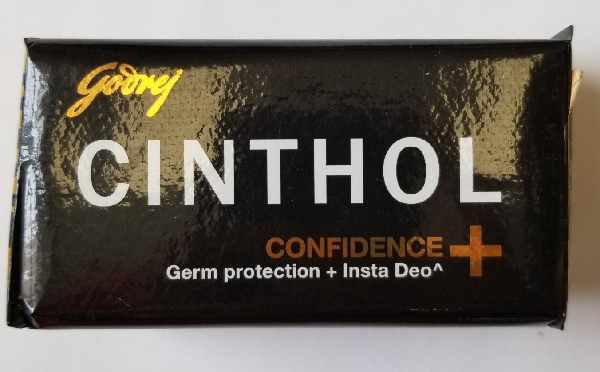 Godrej
CINTHOL
CONFIDENCE +
Germ protection + Insta Deo^